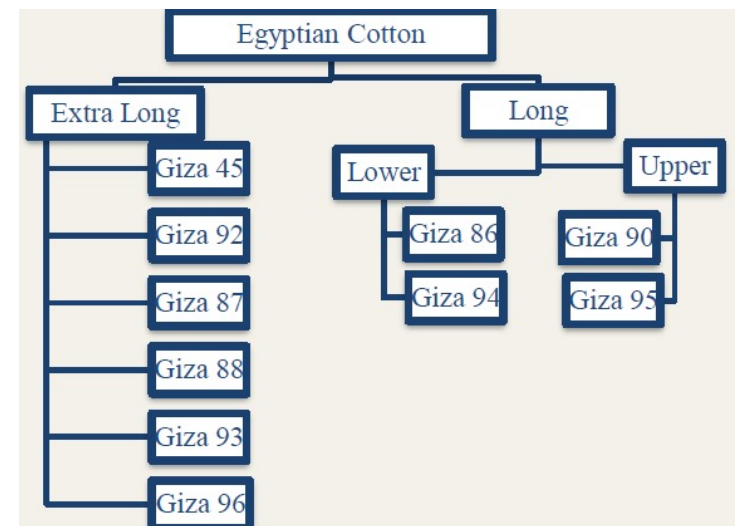 Egyptian Cotton
Extra Long
Giza 45
Giza 92
Giza 87
Giza 88
Giza 93
Giza 96
Long
Lower
Giza 86
Giza 94
Upper
Giza 90
Giza 95